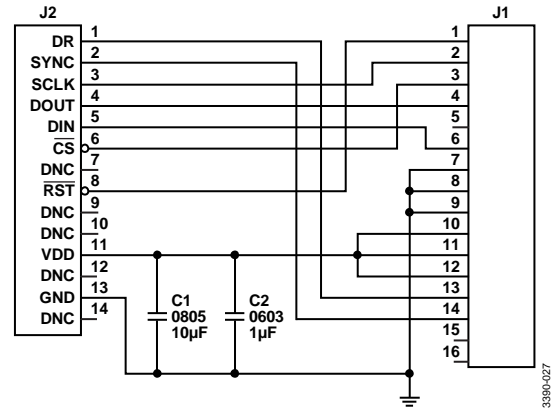 J2
J1
DR 1
SYNC 2
SCLK 3
DOUT 4
DIN 5
CS 6
DNC 7
RST 8
DNC 9
DNC 10
VDD 11
DNC 12
GND 13
DNC 14
1
2
3
4
5
6
7
8
9
10
11
12
13
14
15
16
C1
0805
10µF
C2
0603
1µF
3390-027